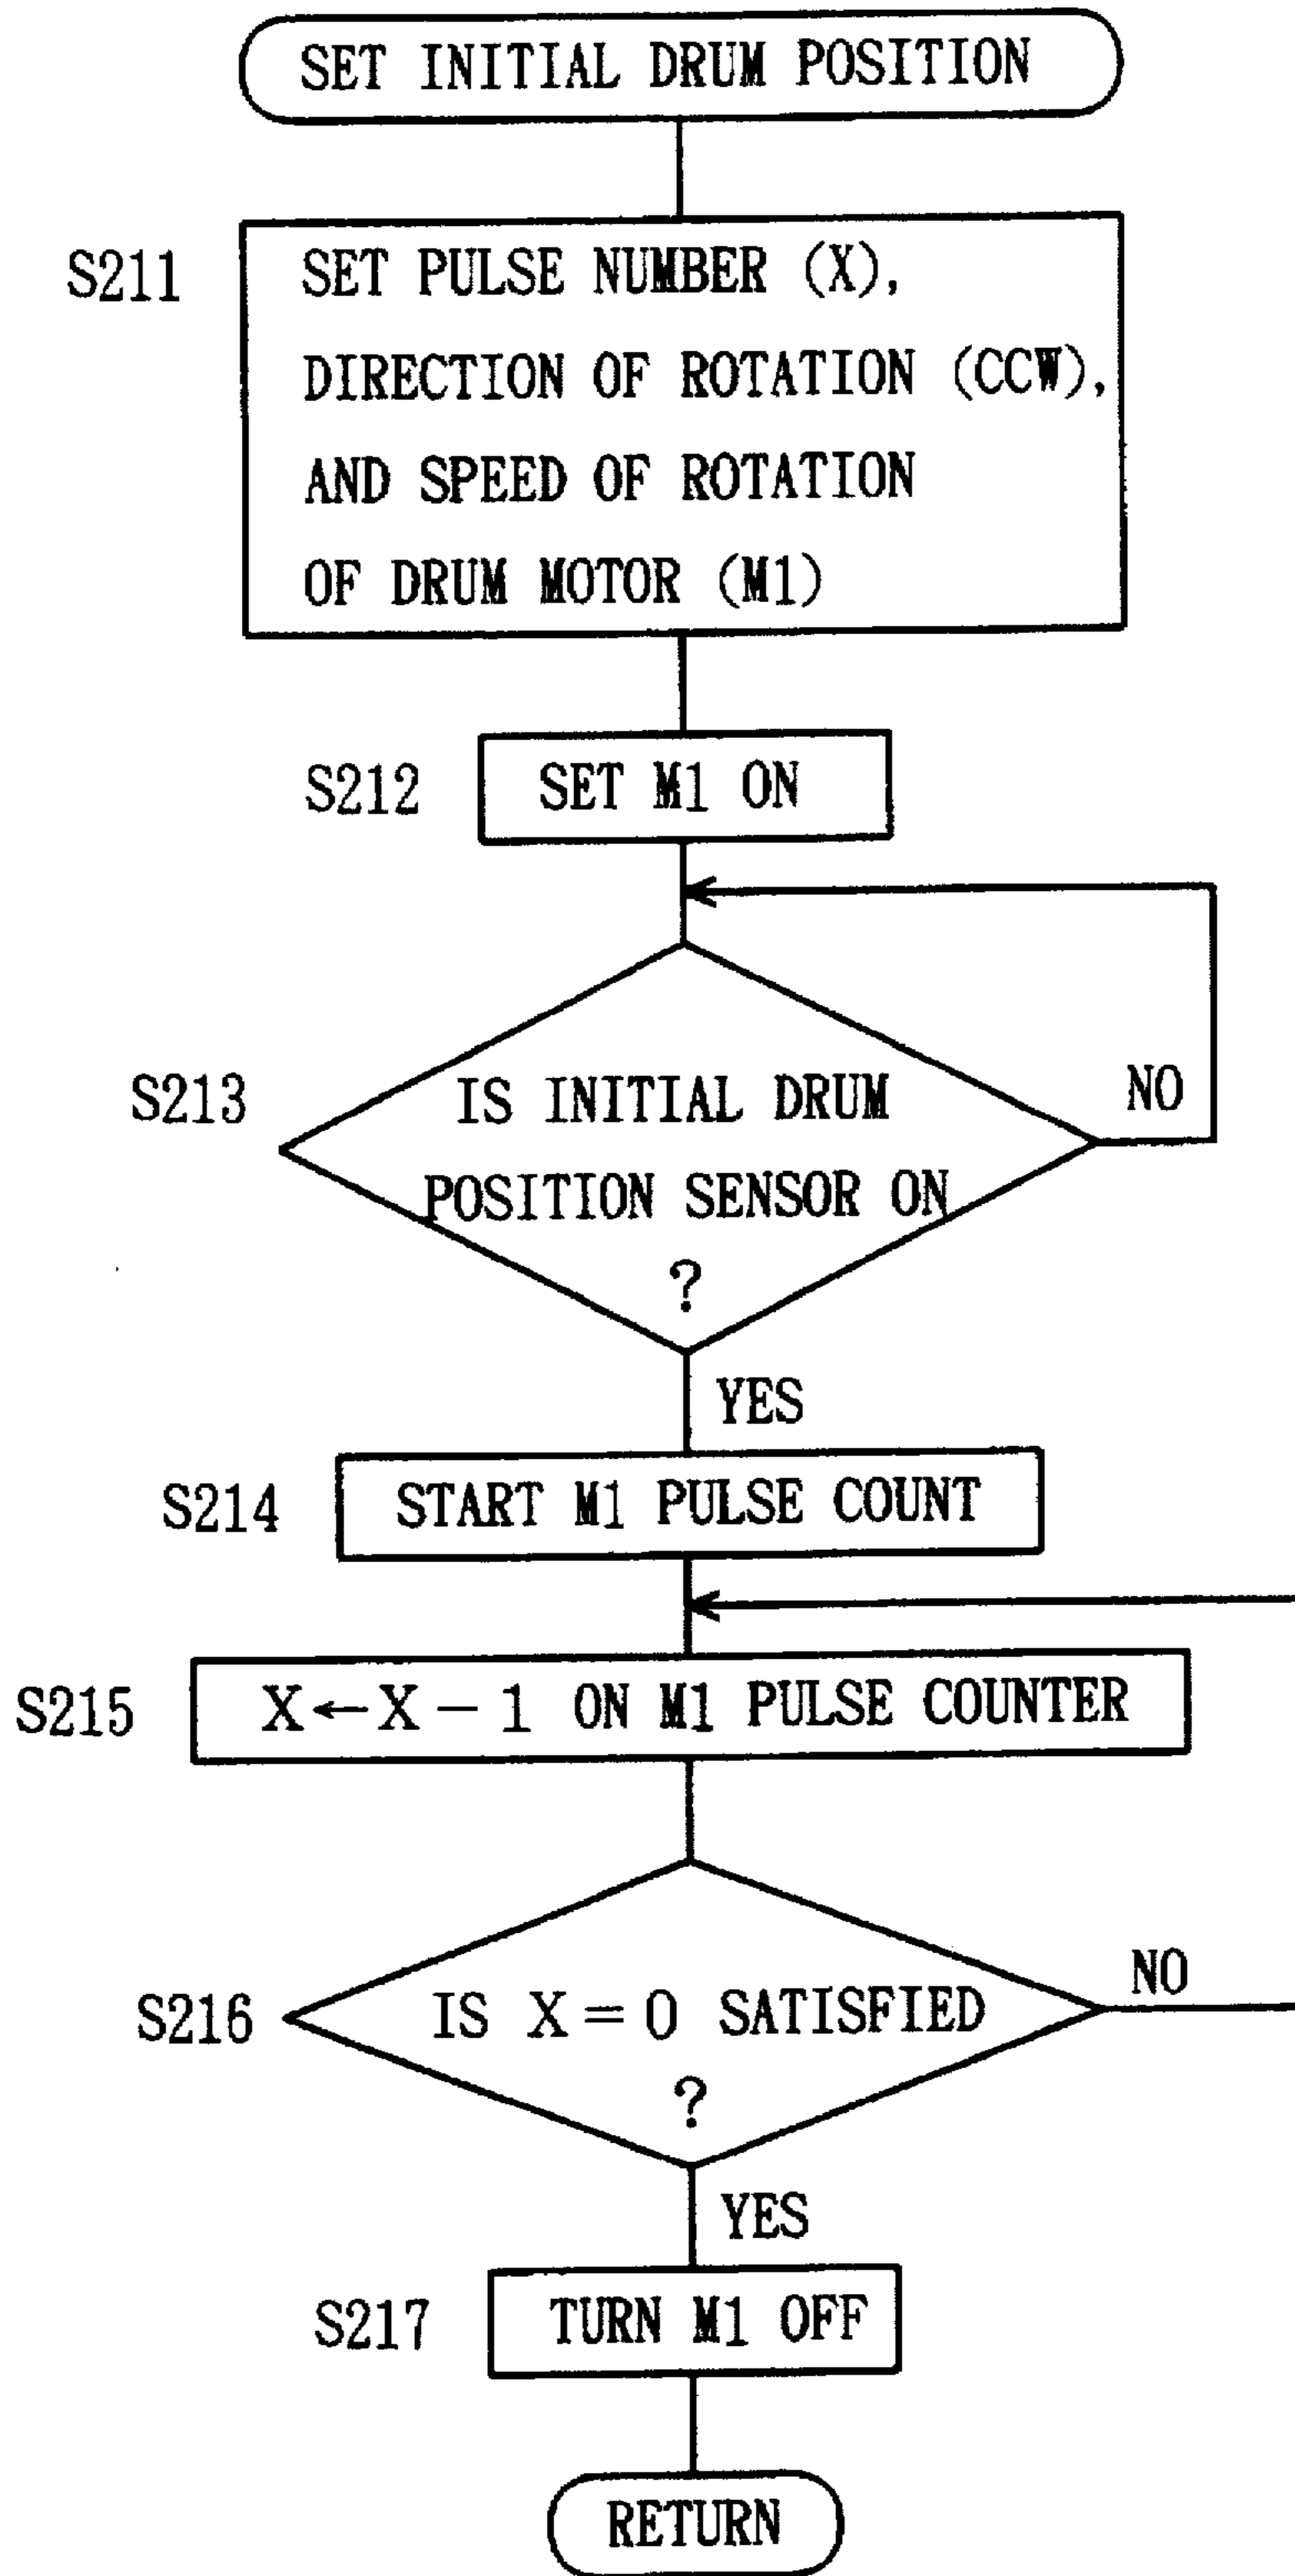 SET INITIAL DRUM POSITION
S211
SET PULSE NUMBER (X),
DIRECTION OF ROTATION (CCW),
AND SPEED OF ROTATION
OF DRUM MOTOR (M1)
S212
SET M1 ON
S213
IS INITIAL DRUM
POSITION SENSOR ON
?
NO
YES
S214
START M1 PULSE COUNT
S215
X←X－1 ON M1 PULSE COUNTER
S216
IS X=0 SATISFIED
?
NO
YES
S217
TURN M1 OFF
RETURN